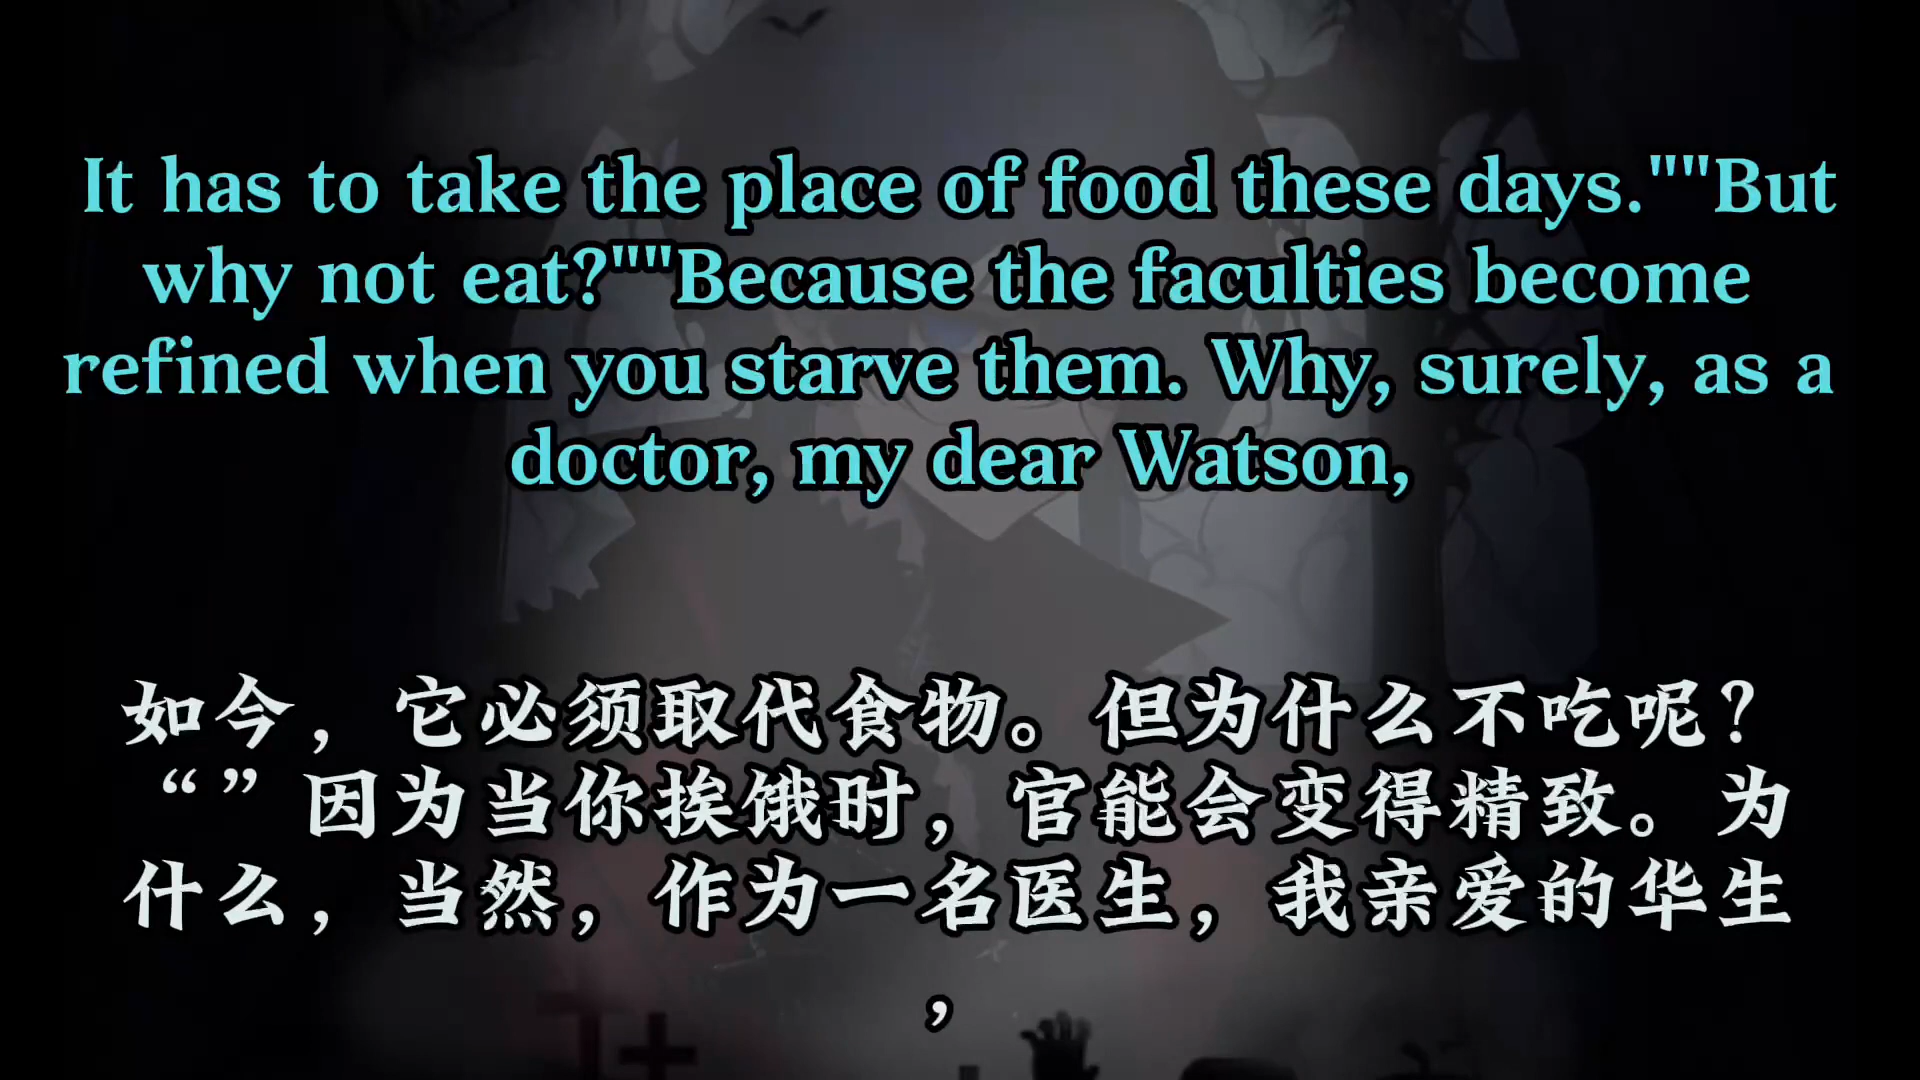 It has to take the place of food these days.""But
why not eat?""Because the faculties become
refined when you starve them. Why, surely, as a
doctor, my dear Watson,
如今，它必须取代食物。但为什么不吃呢？
“”因为当你挨饿时，官能会变得精致。为
什么，当然，作为一名医生，我亲爱的华生
，